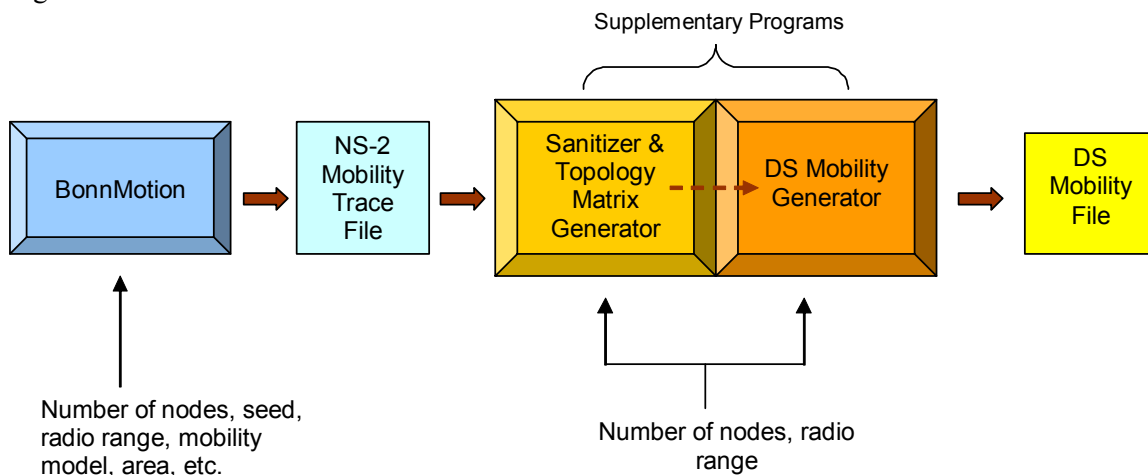 Supplementary Programs
BonnMotion
NS-2
Mobility
Trace
File
Sanitizer &
Topology
Matrix
Generator
DS Mobility
Generator
DS
Mobility
File
Number of nodes, seed,
radio range, mobility
model, area, etc.
Number of nodes, radio
range